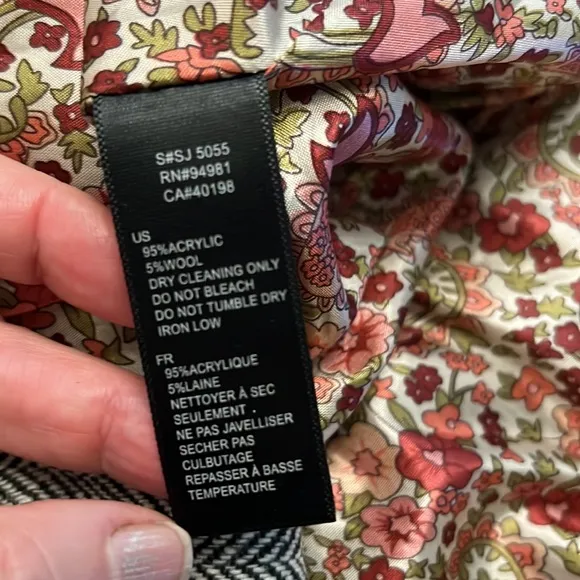 S#SJ 5055
RN#94981
CA#40198
US
95%ACRYLIC
5%WOOL
DRY CLEANING ONLY
DO NOT BLEACH
DO NOT TUMBLE DRY
IRON LOW
FR
95%ACRYLIQUE
5%LAINE
NETTOYER À SEC
SEULEMENT .
NE PAS JAVELLISER
SECHER PAS
CULBUTAGE
REPASSER À BASSE
TEMPERATURE